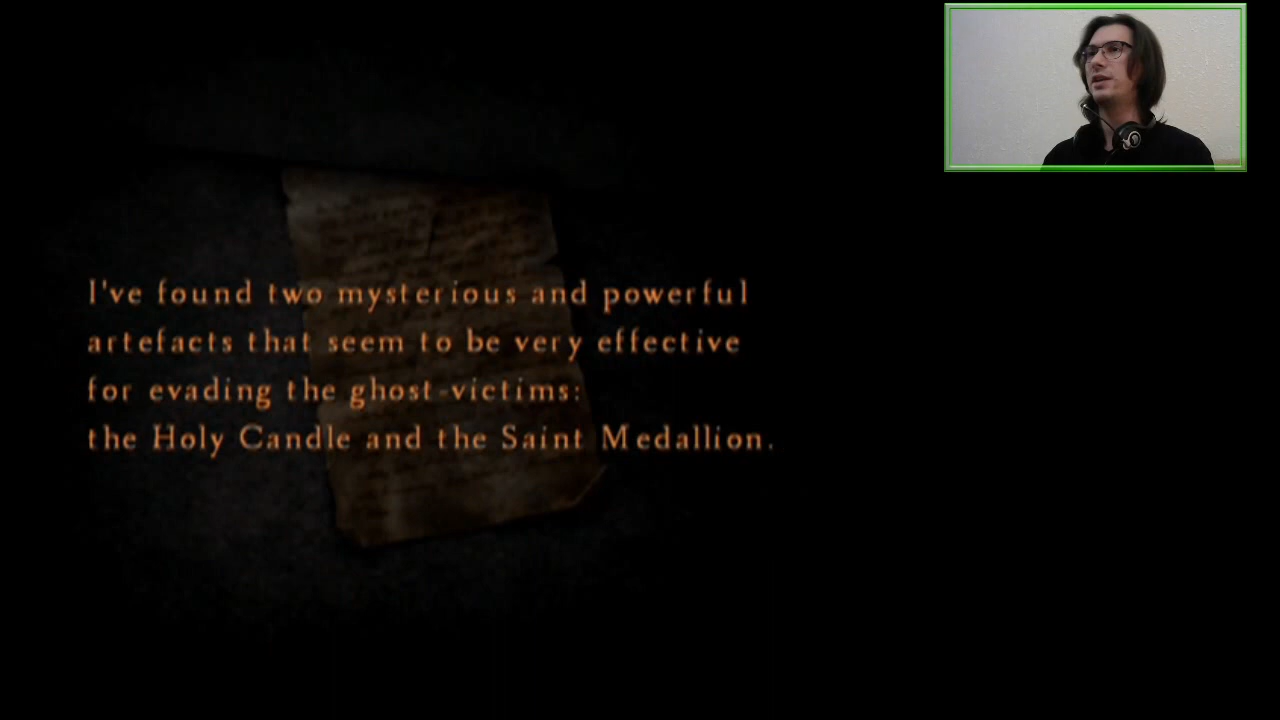 I've found two mysterious and powerful
artefacts that seem to be very effective
for evading the ghost-victims:
the Holy Candle and the Saint Medallion.